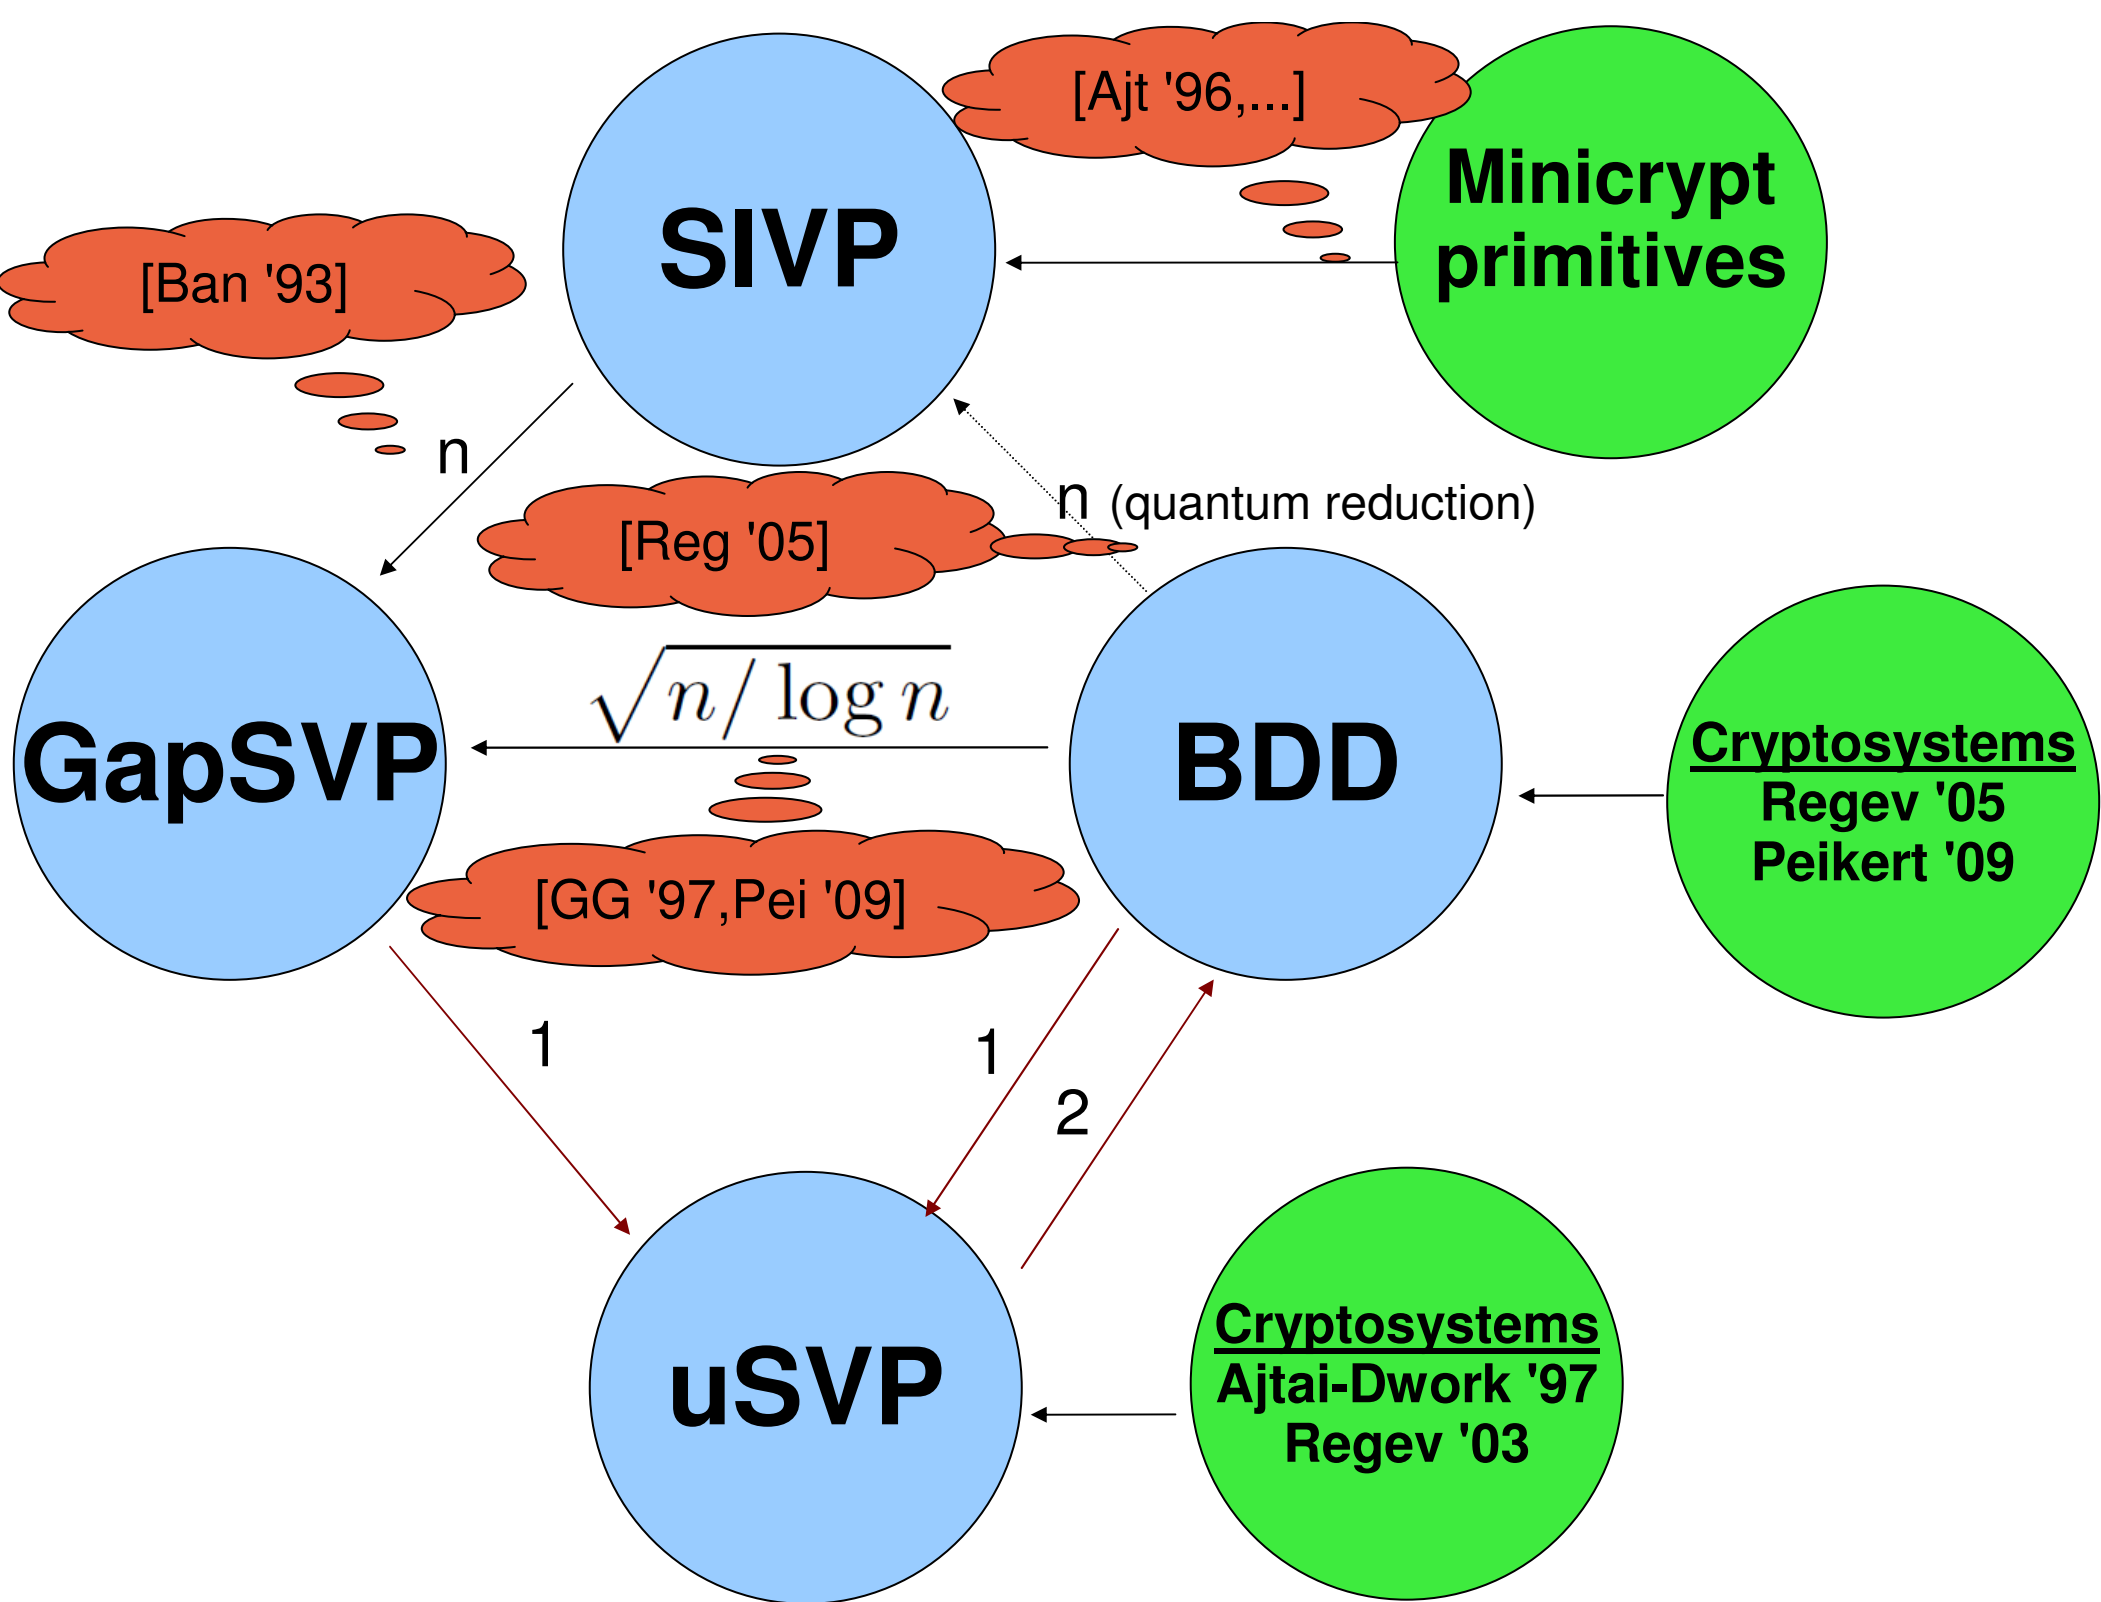 [Ajt '96,...]
Minicrypt
primitives
SIVP
[Ban '93]
n
n (quantum reduction)
[Reg '05]
√n/ log n
GapSVP
BDD
Cryptosystems
Regev '05
Peikert '09
[GG '97,Pei '09]
1
1
2
uSVP
Cryptosystems
Ajtai-Dwork '97
Regev '03